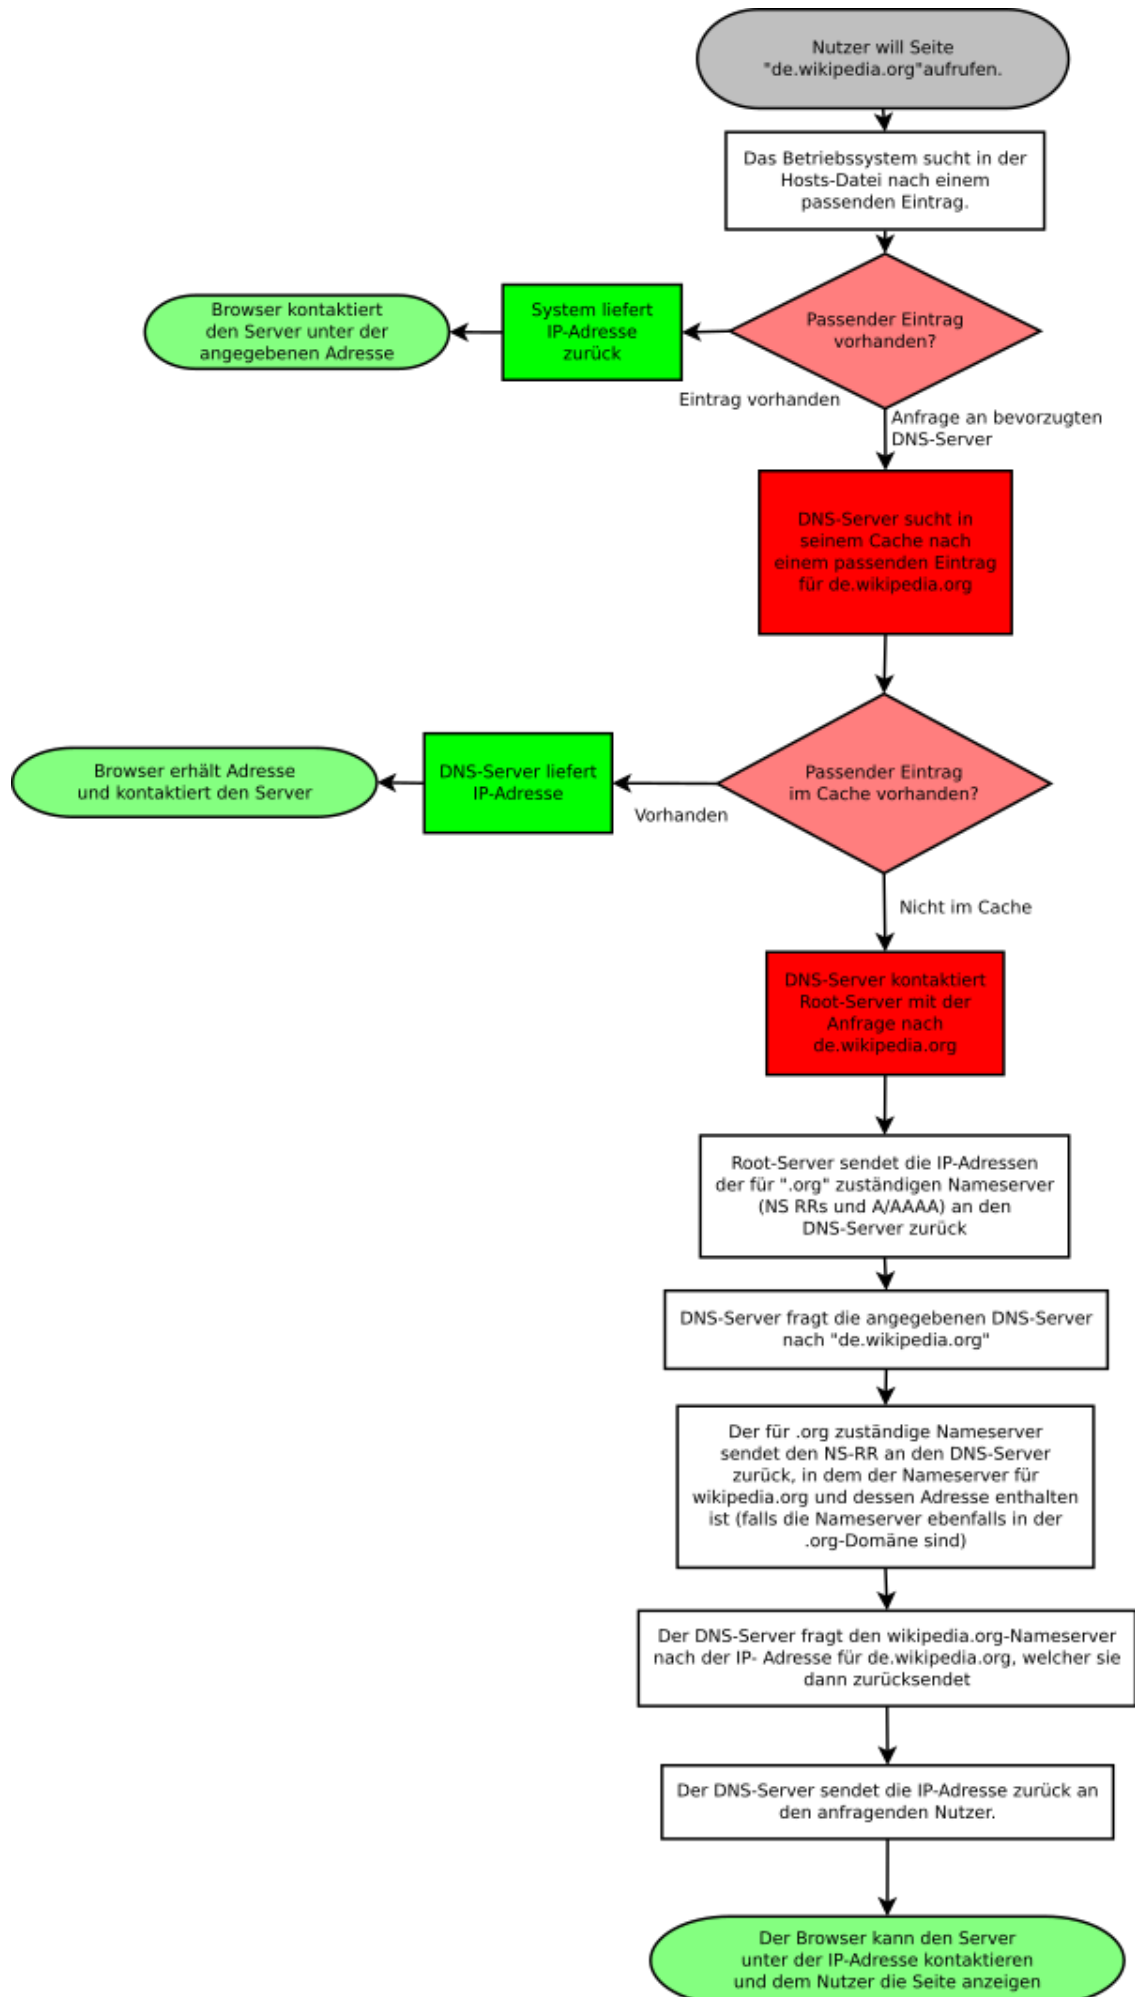 Nutzer will Seite
"de.wikipedia.org"aufrufen.
Das Betriebssystem sucht in der
Hosts-Datei nach einem
passenden Eintrag.
Passender Eintrag
vorhanden?
Eintrag vorhanden
System liefert
IP-Adresse
zurück
Browser kontaktiert
den Server unter der
angegebenen Adresse
Anfrage an bevorzugten
DNS-Server
DNS-Server sucht in
seinem Cache nach
einem passenden Eintrag
für de.wikipedia.org
Passender Eintrag
im Cache vorhanden?
Vorhanden
DNS-Server liefert
IP-Adresse
Browser erhält Adresse
und kontaktiert den Server
Nicht im Cache
DNS-Server kontaktiert
Root-Server mit der
Anfrage nach
de.wikipedia.org
Root-Server sendet die IP-Adressen
der für ".org" zuständigen Nameserver
(NS RRs und A/AAAA) an den
DNS-Server zurück
DNS-Server fragt die angegebenen DNS-Server
nach "de.wikipedia.org"
Der für .org zuständige Nameserver
sendet den NS-RR an den DNS-Server
zurück, in dem der Nameserver für
wikipedia.org und dessen Adresse enthalten
ist (falls die Nameserver ebenfalls in der
.org-Domäne sind)
Der DNS-Server fragt den wikipedia.org-Nameserver
nach der IP- Adresse für de.wikipedia.org, welcher sie
dann zurücksendet
Der DNS-Server sendet die IP-Adresse zurück an
den anfragenden Nutzer.
Der Browser kann den Server
unter der IP-Adresse kontaktieren
und dem Nutzer die Seite anzeigen